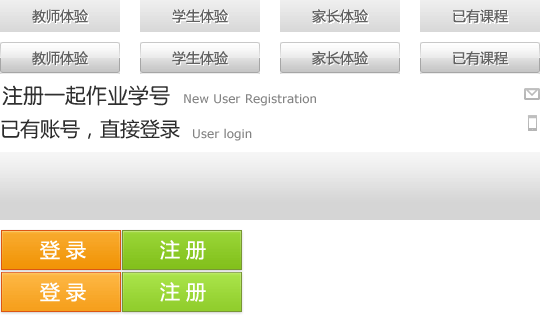 教师体验 学生体验 家长体验 已有课程
教师体验 学生体验 家长体验 已有课程
注册一起作业学号 New User Registration
已有账号，直接登录 User login
登录 注册
登录 注册